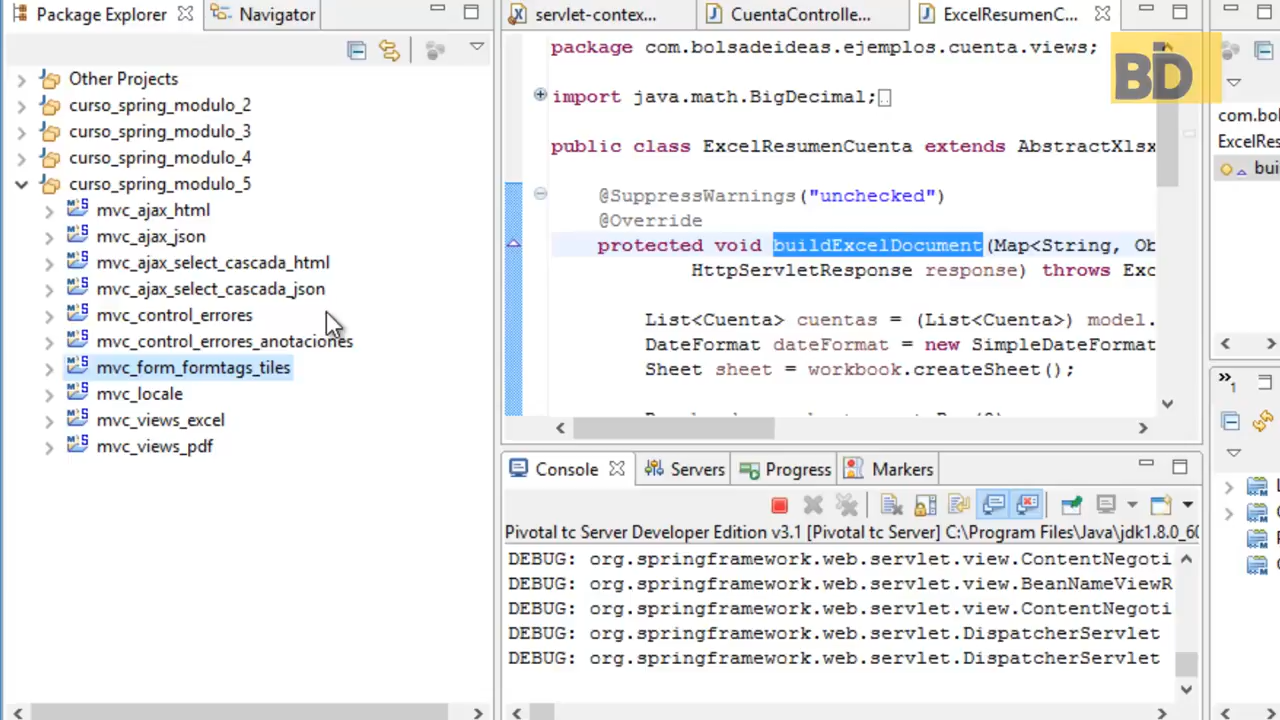 Package Explorer
Navigator
Other Projects
curso_spring_modulo_2
curso_spring_modulo_3
curso_spring_modulo_4
curso_spring_modulo_5
mvc_ajax_html
mvc_ajax_json
mvc_ajax_select_cascada_html
mvc_ajax_select_cascada_json
mvc_control_errores
mvc_control_errores_anotaciones
mvc_form_formtags_tiles
mvc_locale
mvc_views_excel
mvc_views_pdf
servlet-contex...
CuentaControlle...
ExcelResumenC...
package com.bolsadeideas.ejemplos.cuenta.views;
import java.math.BigDecimal;
public class ExcelResumenCuenta extends AbstractXlsx
@SuppressWarnings("unchecked")
@Override
protected void buildExcelDocument(Map<String, Ob
HttpServletResponse response) throws Exc
List<Cuenta> cuentas = (List<Cuenta>) model.
DateFormat dateFormat = new SimpleDateFormat
Sheet sheet = workbook.createSheet();
BD
com.bol
ExcelRes
bui
Console
Servers
Progress
Markers
Pivotal tc Server Developer Edition v3.1 [Pivotal tc Server] C:\Program Files\Java\jdk1.8.0_60
DEBUG: org.springframework.web.servlet.view.ContentNegoti
DEBUG: org.springframework.web.servlet.view.BeanNameViewR
DEBUG: org.springframework.web.servlet.view.ContentNegoti
DEBUG: org.springframework.web.servlet.DispatcherServlet
DEBUG: org.springframework.web.servlet.DispatcherServlet